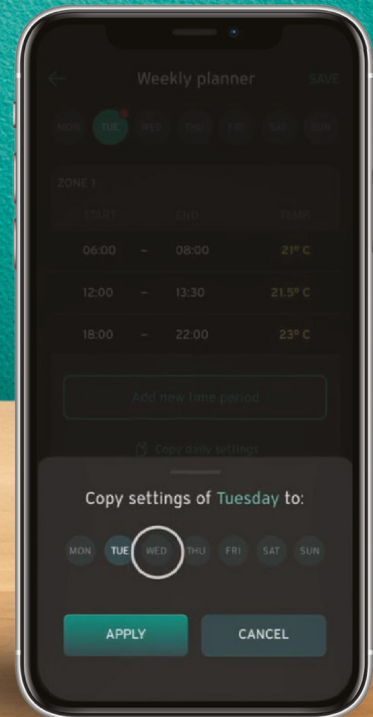 Weekly planner SAVE
MON TUE WED THU FRI SAT SUN
ZONE 1
START END TEMP
06:00 – 08:00 21° C
12:00 – 13:30 21.5° C
18:00 – 22:00 23° C
Add new time period
Copy daily settings
Copy settings of Tuesday to:
MON TUE WED THU FRI SAT SUN
APPLY CANCEL